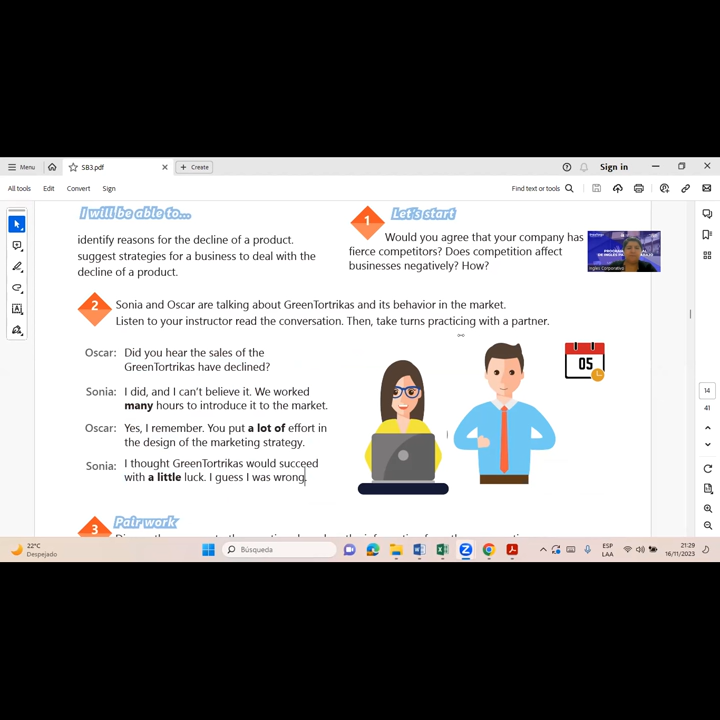 Menu
SB3.pdf
Create
Sign in
All tools
Edit
Convert
Sign
Find text or tools
I will be able to...
identify reasons for the decline of a product.
suggest strategies for a business to deal with the
decline of a product.
1
Let's start
Would you agree that your company has
fierce competitors? Does competition affect
businesses negatively? How?
Inglés Corporativo
2
Sonia and Oscar are talking about GreenTortrikas and its behavior in the market.
Listen to your instructor read the conversation. Then, take turns practicing with a partner.
Oscar: Did you hear the sales of the
GreenTortrikas have declined?
Sonia: I did, and I can't believe it. We worked
many hours to introduce it to the market.
Oscar: Yes, I remember. You put a lot of effort in
the design of the marketing strategy.
Sonia: I thought GreenTortrikas would succeed
with a little luck. I guess I was wrong.
05
14
41
3
Pair work
22°C
Despejado
Búsqueda
ESP
LAA
21:29
16/11/2023